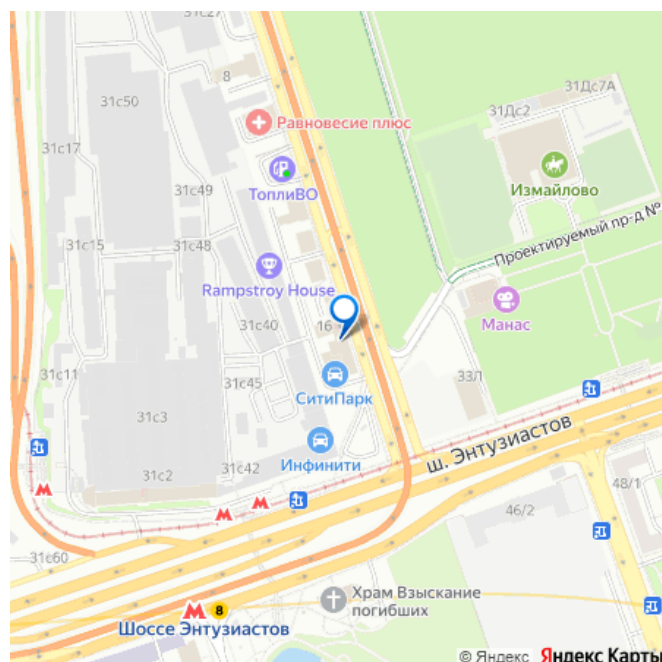 31с27
8
31с50
31Дс7А
31Дс2
Равновесие плюс
31с17
ТоплиВО
Измайлово
31с49
Проектируемый пр-д №
31с15
31с48
Rampstroy House
Манас
16
31с40
31с11
33Л
31с45
СитиПарк
31с3
ш. Энтузиастов
Инфинити
31с42
31с2
48/1
46/2
31с60
Храм Взыскание
погибших
8
Шоссе Энтузиастов
© Яндекс Яндекс Карты